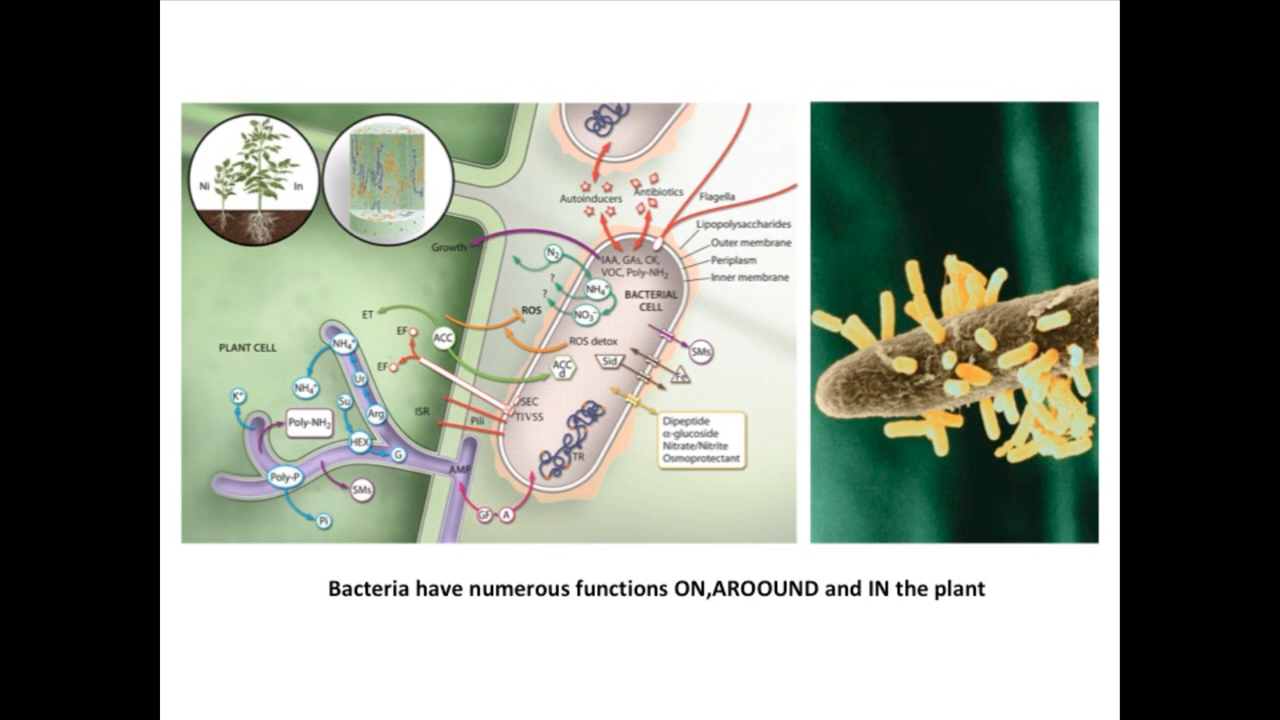 Ni
In
Autoinducers
Antibiotics
Flagella
Lipopolysaccharides
Outer membrane
Periplasm
Inner membrane
Growth
N2
IAA, GAs, CK,
VOC, Poly-NH2
?
NH4+
?
BACTERIAL
CELL
NO3-
ET
ROS
EF
ACC
ROS detox
PLANT CELL
NH4+
SMs
EF
ACC
d
Sid
Fe
NH4+
Ur
K+
Su
Arg
ISR
SEC
TIVSS
Poly-NH2
Pili
Dipeptide
α-glucoside
Nitrate/Nitrite
Osmoprotectant
HEX
G
TR
AMF
Poly-P
SMs
Pi
GF
A
Bacteria have numerous functions ON,AROOUND and IN the plant